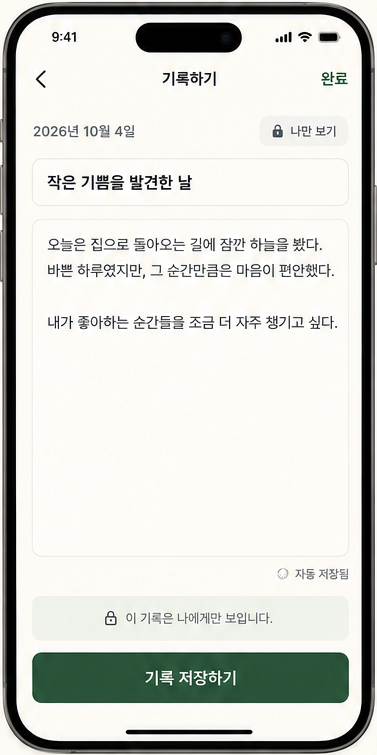 9:41
기록하기
완료
2026년 10월 4일
나만 보기
작은 기쁨을 발견한 날
오늘은 집으로 돌아오는 길에 잠깐 하늘을 봤다.
바쁜 하루였지만, 그 순간만큼은 마음이 편안했다.
내가 좋아하는 순간들을 조금 더 자주 챙기고 싶다.
자동 저장됨
이 기록은 나에게만 보입니다.
기록 저장하기